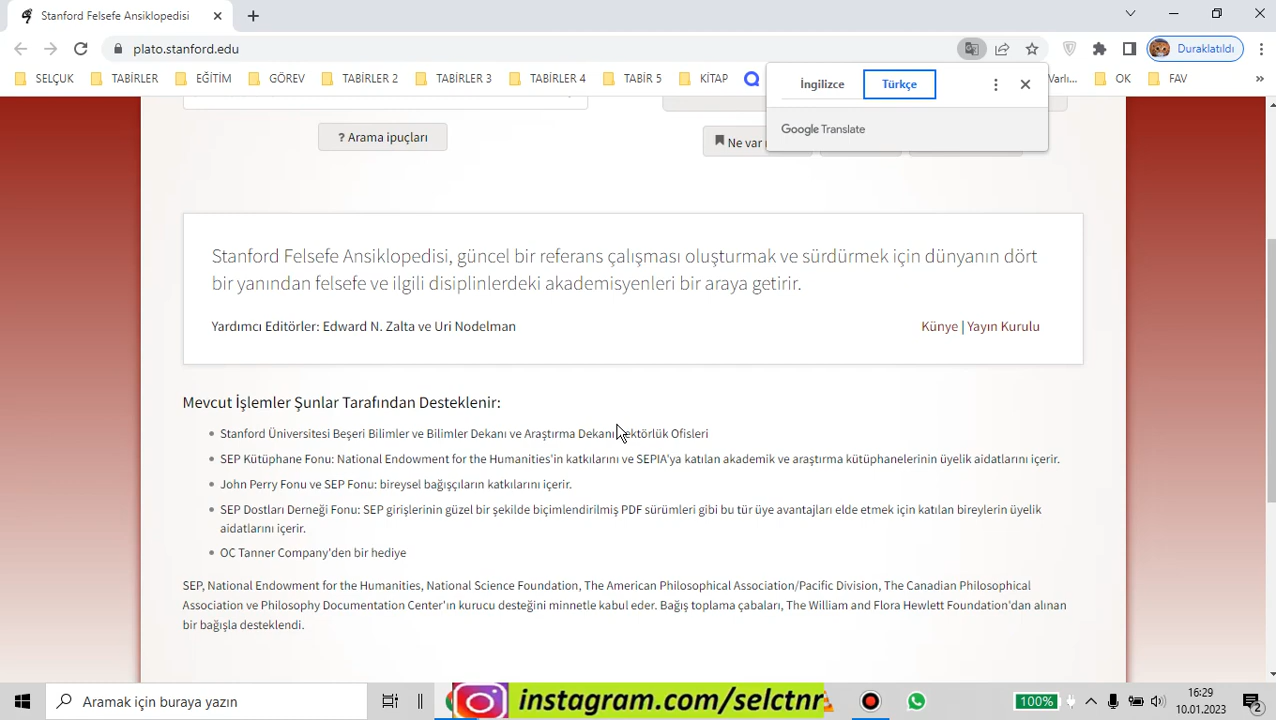 Stanford Felsefe Ansiklopedisi
plato.stanford.edu
Duraklatıldı
SELÇUK
TABİRLER
EĞİTİM
GÖREV
TABİRLER 2
TABİRLER 3
TABİRLER 4
TABİR 5
KİTAP
Varlı...
OK
FAV
»
İngilizce
Türkçe
Google Translate
? Arama ipuçları
Ne var
Stanford Felsefe Ansiklopedisi, güncel bir referans çalışması oluşturmak ve sürdürmek için dünyanın dört
bir yanından felsefe ve ilgili disiplinlerdeki akademisyenleri bir araya getirir.
Yardımcı Editörler: Edward N. Zalta ve Uri Nodelman
Künye | Yayın Kurulu
Mevcut İşlemler Şunlar Tarafından Desteklenir:
Stanford Üniversitesi Beşeri Bilimler ve Bilimler Dekanı ve Araştırma Dekanı Rektörlük Ofisleri
SEP Kütüphane Fonu: National Endowment for the Humanities'in katkılarını ve SEPIA'ya katılan akademik ve araştırma kütüphanelerinin üyelik aidatlarını içerir.
John Perry Fonu ve SEP Fonu: bireysel bağışçıların katkılarını içerir.
SEP Dostları Derneği Fonu: SEP girişlerinin güzel bir şekilde biçimlendirilmiş PDF sürümleri gibi bu tür üye avantajları elde etmek için katılan bireylerin üyelik
aidatlarını içerir.
OC Tanner Company'den bir hediye
SEP, National Endowment for the Humanities, National Science Foundation, The American Philosophical Association/Pacific Division, The Canadian Philosophical
Association ve Philosophy Documentation Center'ın kurucu desteğini minnetle kabul eder. Bağış toplama çabaları, The William and Flora Hewlett Foundation'dan alınan
bir bağışla desteklendi.
Aramak için buraya yazın
instagram.com/selctnr
100%
16:29
10.01.2023
2